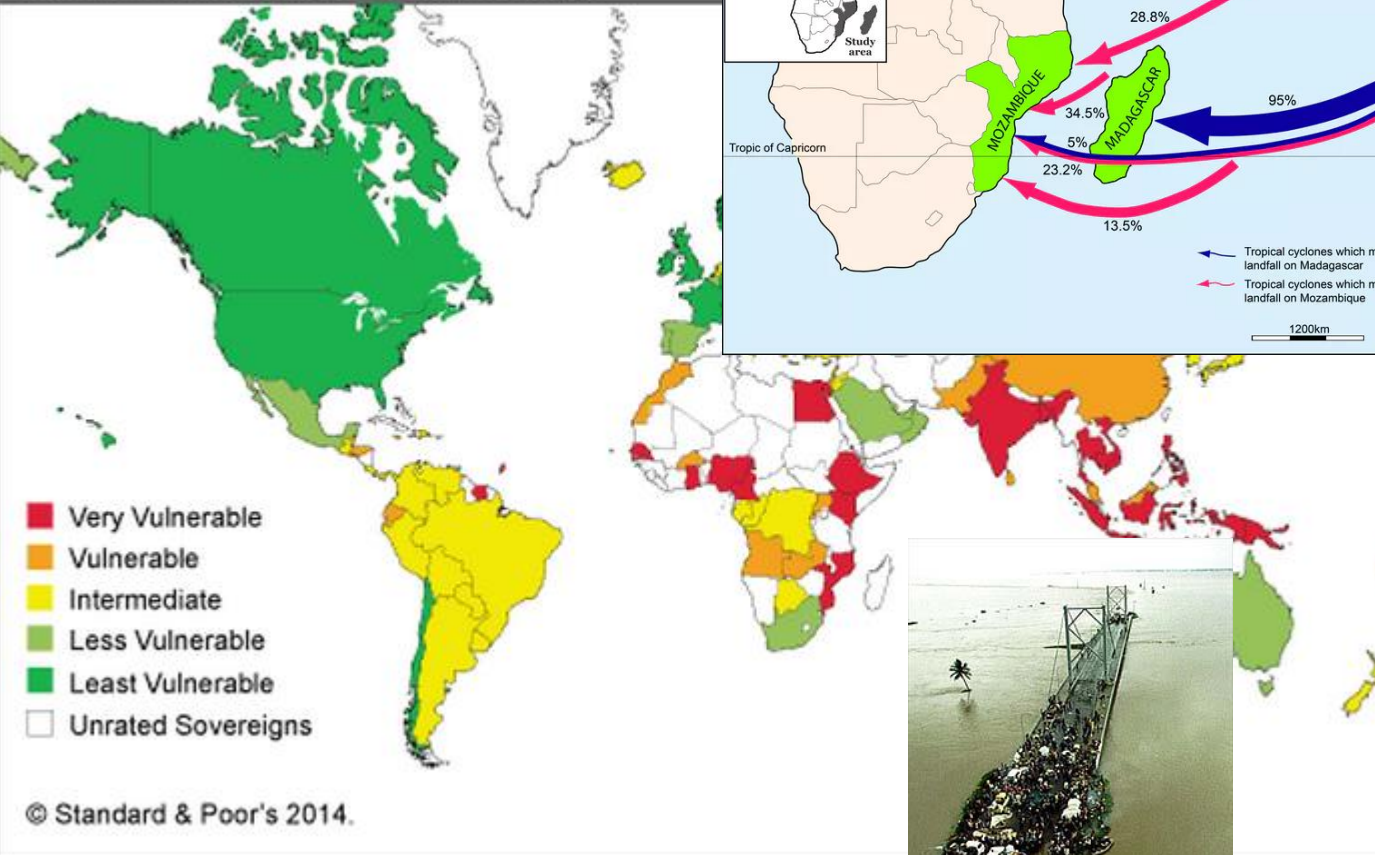 28.8%
Study
area
MOZAMBIQUE
MADAGASCAR
34.5%
95%
Tropic of Capricorn
5%
23.2%
13.5%
Tropical cyclones which m
landfall on Madagascar
Tropical cyclones which m
landfall on Mozambique
1200km
Very Vulnerable
Vulnerable
Intermediate
Less Vulnerable
Least Vulnerable
Unrated Sovereigns
© Standard & Poor's 2014.